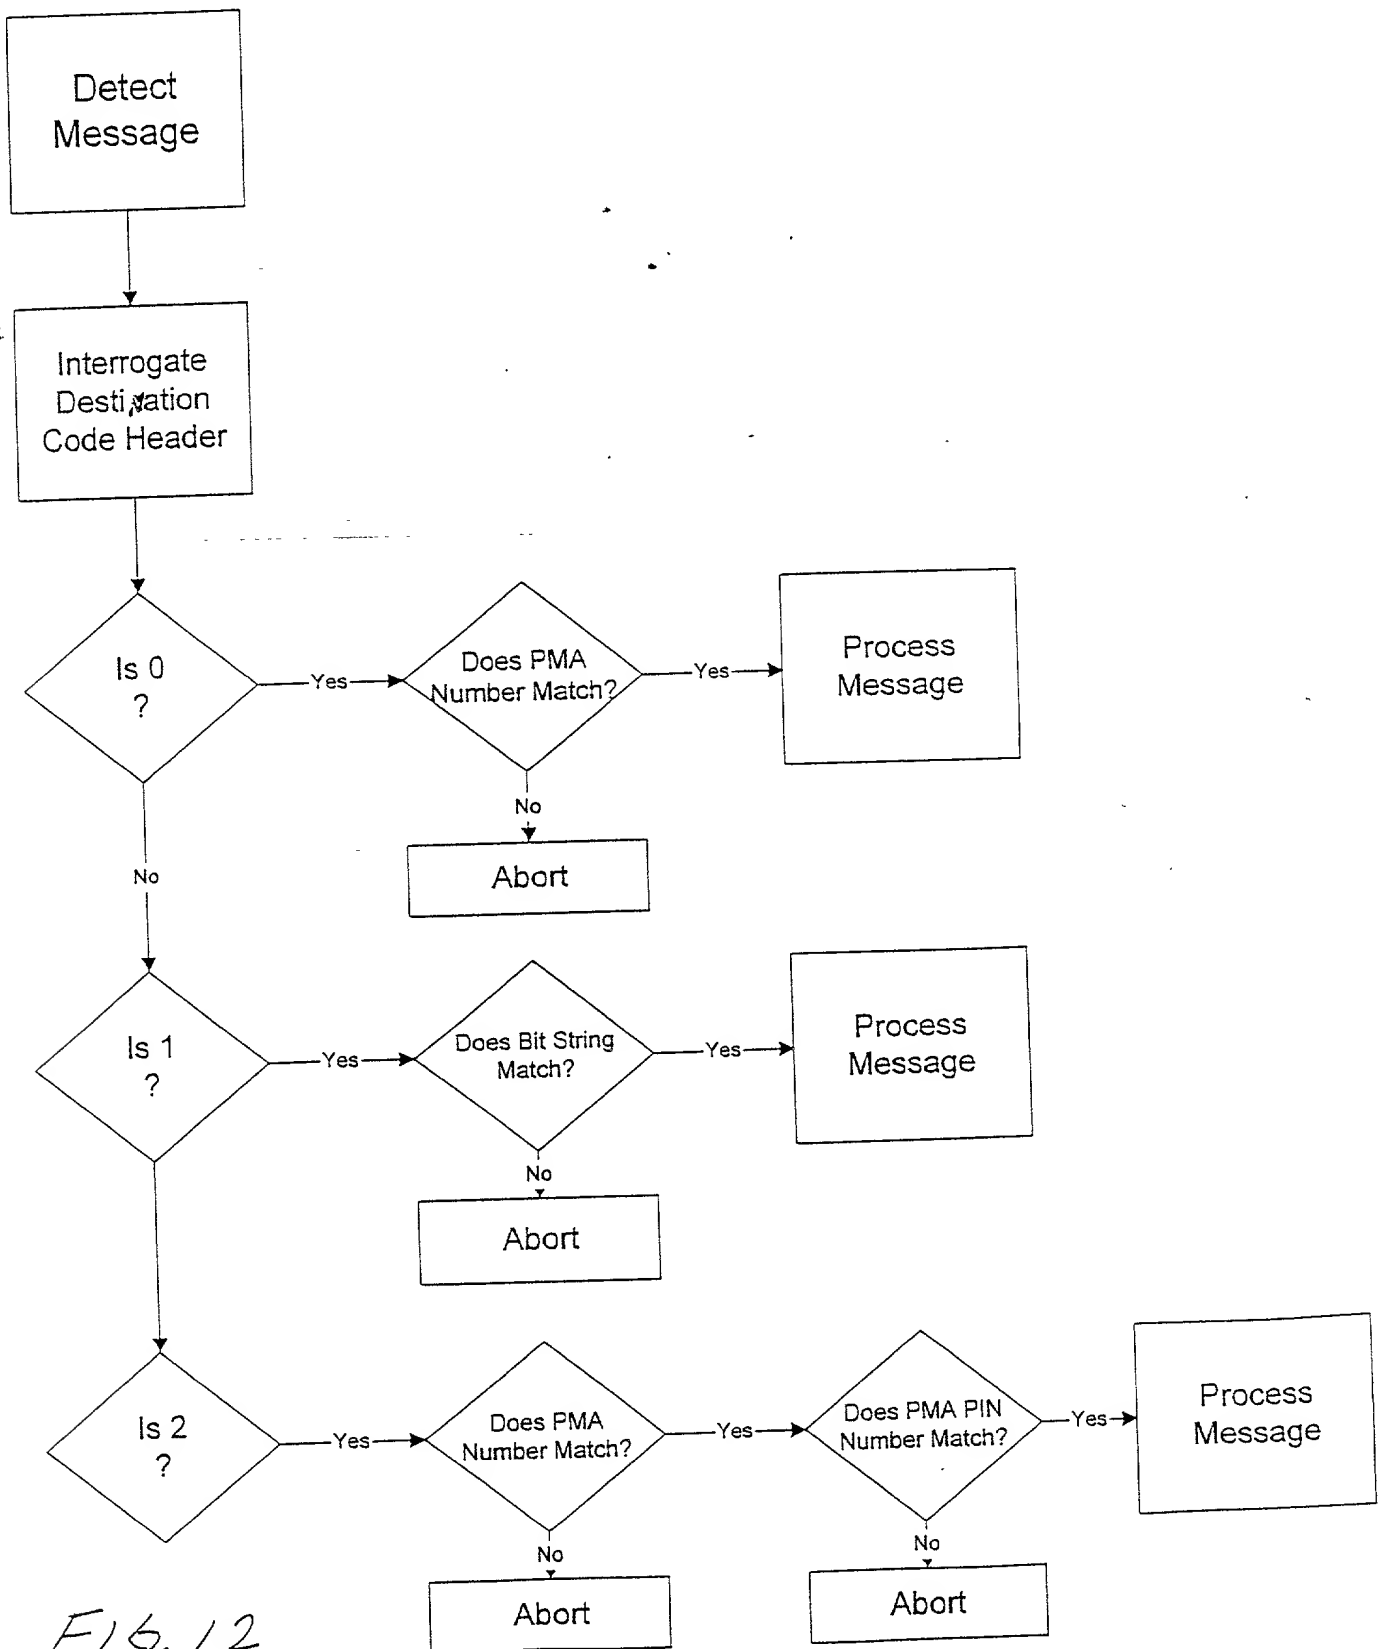 Detect
Message
Interrogate
Destination
Code Header
Is 0
?
Yes
Does PMA
Number Match?
Yes
Process
Message
No
Abort
No
Is 1
?
Yes
Does Bit String
Match?
Yes
Process
Message
No
Abort
Is 2
?
Yes
Does PMA
Number Match?
Yes
Does PMA PIN
Number Match?
Yes
Process
Message
No
Abort
No
Abort
FIG. 12